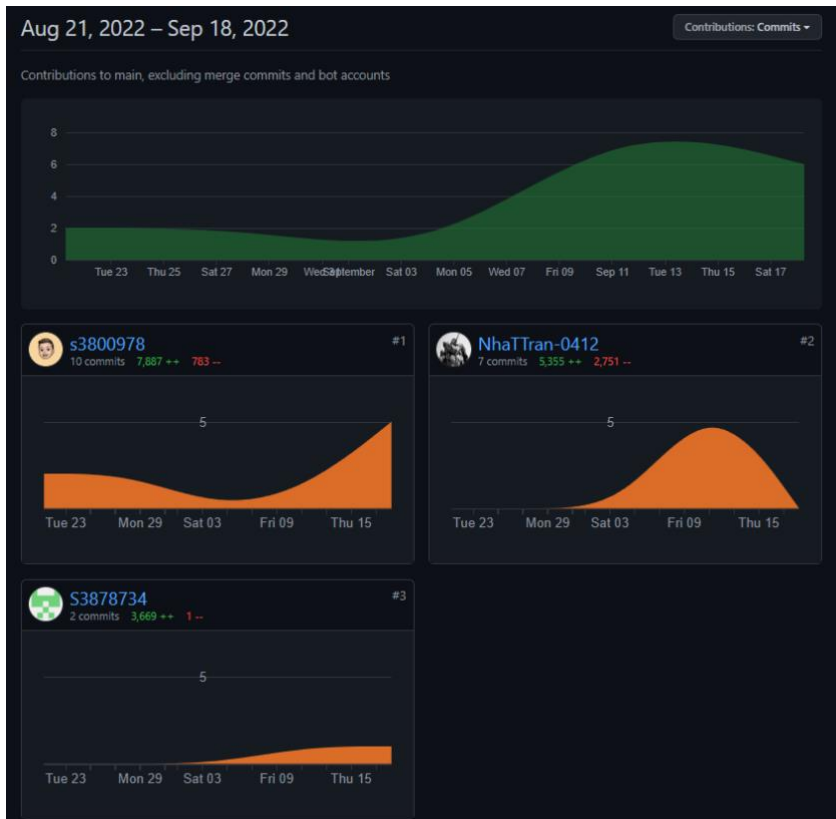 Aug 21, 2022 – Sep 18, 2022
Contributions: Commits
Contributions to main, excluding merge commits and bot accounts
8
6
4
2
0
Tue 23 Thu 25 Sat 27 Mon 29 Wed 31 September Sat 03 Mon 05 Wed 07 Fri 09 Sep 11 Tue 13 Thu 15 Sat 17
s3800978 #1
10 commits 7,887 ++ 783 --
5
Tue 23 Mon 29 Sat 03 Fri 09 Thu 15
NhaTTran-0412 #2
7 commits 5,355 ++ 2,751 --
5
Tue 23 Mon 29 Sat 03 Fri 09 Thu 15
S3878734 #3
2 commits 3,669 ++ 1 --
5
Tue 23 Mon 29 Sat 03 Fri 09 Thu 15